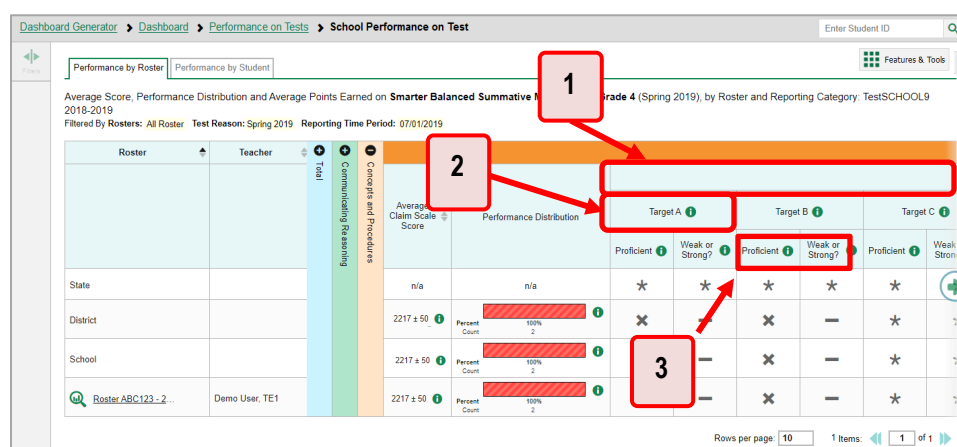 Dashboard Generator > Dashboard > Performance on Tests > School Performance on Test
Enter Student ID
Filters
Performance by Roster
Performance by Student
Features & Tools
Average Score, Performance Distribution and Average Points Earned on Smarter Balanced Summative M 1 rade 4 (Spring 2019), by Roster and Reporting Category: TestSCHOOL9
2018-2019
Filtered By Rosters: All Roster Test Reason: Spring 2019 Reporting Time Period: 07/01/2019
Roster
Teacher
Total
Communicating Reasoning
Concepts and Procedures
2
Average
Claim Scale
Score
Performance Distribution
Target A
Target B
Target C
Proficient
Weak or
Strong?
Proficient
Weak or
Strong?
Proficient
Weak
Stron
State n/a n/a * * * * *
District 2217 ± 50 Percent 100% Count 2 × – × – *
School 2217 ± 50 Percent 100% Count 2 3 – × – *
Roster ABC123 - 2... Demo User, TE1 2217 ± 50 Percent 100% Count 2 – × – *
Rows per page: 10 1 Items: 1 of 1